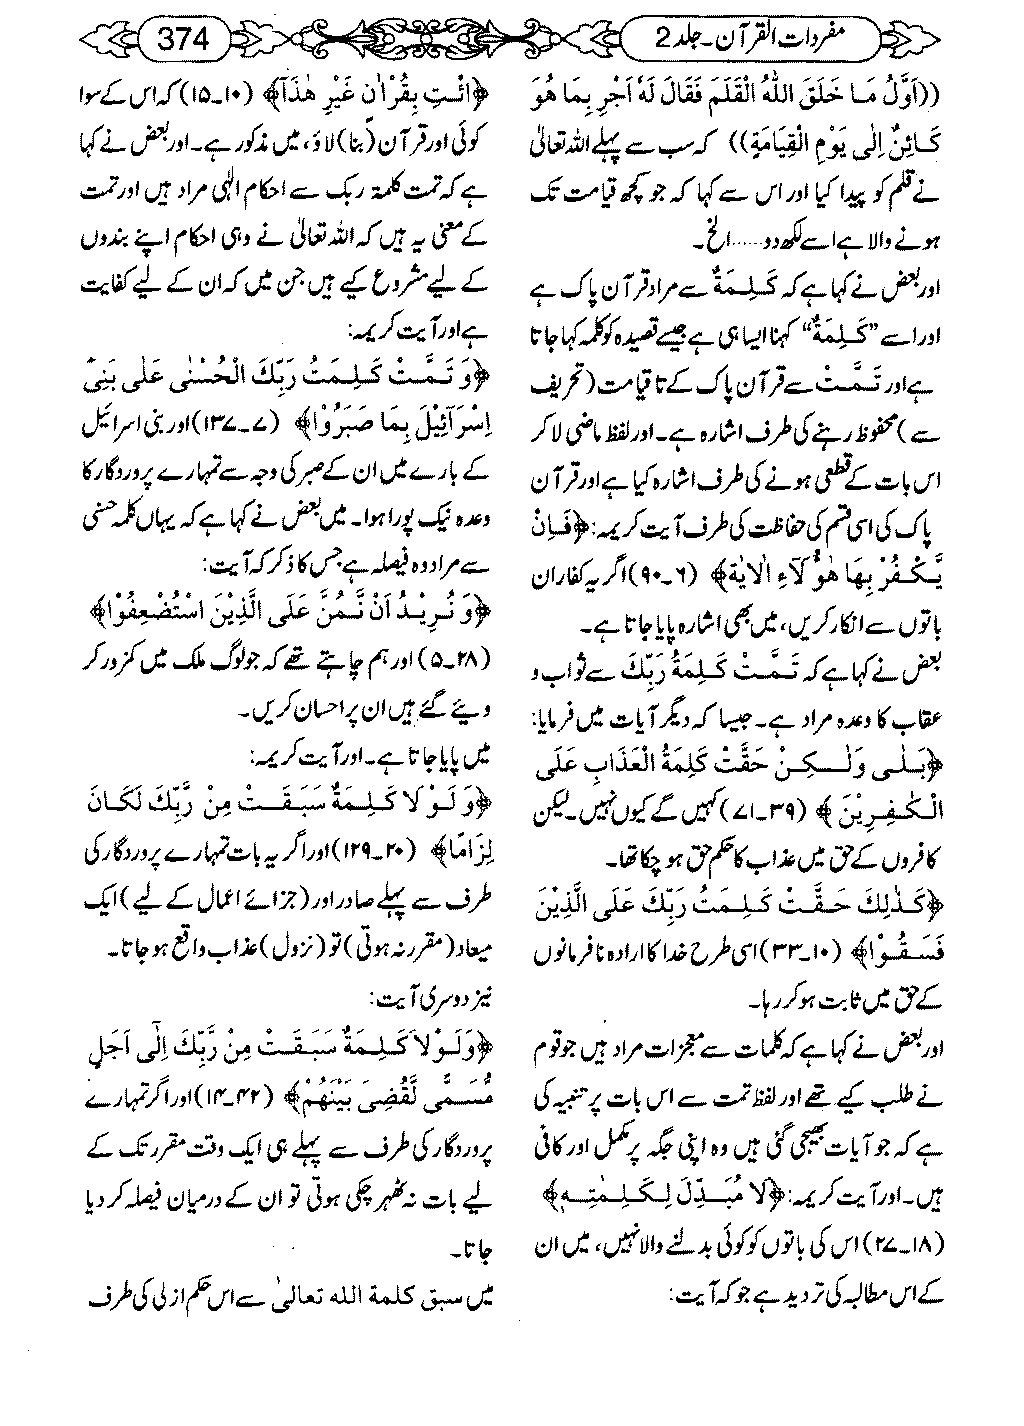 مفردات القرآن۔ جلد 2
374
((اَوَّلُ مَا خَلَقَ اللّٰهُ الْقَلَمَ فَقَالَ لَهٗ اَجْرِ بِمَا هُوَ
كَائِنٌ اِلٰى يَوْمِ الْقِيَامَةِ)) کہ سب سے پہلے اللہ تعالیٰ
نے قلم کو پیدا کیا اور اس سے کہا کہ جو کچھ قیامت تک
ہونے والا ہے اسے لکھ دو......الخ۔
اور بعض نے کہا ہے کہ كَلِمَةٌ سے مراد قرآن پاک ہے
اور اسے ”كَلِمَةٌ“ کہنا ایسا ہی ہے جیسے قصیدہ کو کلمہ کہا جاتا
ہے اور تَمَّتْ سے قرآن پاک کے تا قیامت (تحریف
سے) محفوظ رہنے کی طرف اشارہ ہے۔ اور لفظ ماضی لا کر
اس بات کے قطعی ہونے کی طرف اشارہ کیا ہے اور قرآن
پاک کی اسی قسم کی حفاظت کی طرف آیت کریمہ: ﴿فَاِنْ
يَّكْفُرْ بِهَا هٰؤُلَاءِ الْاٰيَة﴾ (۶۔۹۰) اگر یہ کفار ان
باتوں سے انکار کریں، میں بھی اشارہ پایا جاتا ہے۔
بعض نے کہا ہے کہ تَمَّتْ كَلِمَةُ رَبِّكَ سے ثواب و
عقاب کا وعدہ مراد ہے۔ جیسا کہ دیگر آیات میں فرمایا:
﴿بَلٰى وَلٰكِنْ حَقَّتْ كَلِمَةُ الْعَذَابِ عَلَى
الْكٰفِرِيْنَ﴾ (۳۹۔۷۱) کہیں گے کیوں نہیں۔ لیکن
کافروں کے حق میں عذاب کا حکم حق ہو چکا تھا۔
﴿كَذٰلِكَ حَقَّتْ كَلِمَتُ رَبِّكَ عَلَى الَّذِيْنَ
فَسَقُوْا﴾ (۱۰۔۳۳) اسی طرح خدا کا ارادہ نافرمانوں
کے حق میں ثابت ہو کر رہا۔
اور بعض نے کہا ہے کہ کلمات سے معجزات مراد ہیں جو قوم
نے طلب کیے تھے اور لفظ تمت سے اس بات پر تنبیہ کی
ہے کہ جو آیات بھیجی گئی ہیں وہ اپنی جگہ پر مکمل اور کافی
ہیں۔ اور آیت کریمہ: ﴿لَا مُبَدِّلَ لِكَلِمٰتِهٖ﴾
(۱۸۔۲۷) اس کی باتوں کو کوئی بدلنے والا نہیں، میں ان
کے اس مطالبہ کی تردید ہے جو کہ آیت:
﴿ائْتِ بِقُرْاٰنٍ غَيْرِ هٰذَآ﴾ (۱۰۔۱۵) کہ اس کے سوا
کوئی اور قرآن (بنا) لاؤ، میں مذکور ہے۔ اور بعض نے کہا
ہے کہ تمت کلمۃ ربک سے احکام الٰہی مراد ہیں اور تمت
کے معنی یہ ہیں کہ اللہ تعالیٰ نے وہی احکام اپنے بندوں
کے لیے مشروع کیے ہیں جن میں کہ ان کے لیے کفایت
ہے اور آیت کریمہ:
﴿وَتَمَّتْ كَلِمَتُ رَبِّكَ الْحُسْنٰى عَلٰى بَنِىْٓ
اِسْرَآئِيْلَ بِمَا صَبَرُوْا﴾ (۷۔۱۳۷) اور بنی اسرائیل
کے بارے میں ان کے صبر کی وجہ سے تمہارے پروردگار کا
وعدہ نیک پورا ہوا۔ میں بعض نے کہا ہے کہ یہاں کلمہ حسنی
سے مراد وہ فیصلہ ہے جس کا ذکر کہ آیت:
﴿وَنُرِيْدُ اَنْ نَّمُنَّ عَلَى الَّذِيْنَ اسْتُضْعِفُوْا﴾
(۲۸۔۵) اور ہم چاہتے تھے کہ جو لوگ ملک میں کمزور کر
دیئے گئے ہیں ان پر احسان کریں۔
میں پایا جاتا ہے۔ اور آیت کریمہ:
﴿وَلَوْلَا كَلِمَةٌ سَبَقَتْ مِنْ رَّبِّكَ لَكَانَ
لِزَامًا﴾ (۲۰۔۱۲۹) اور اگر یہ بات تمہارے پروردگار کی
طرف سے پہلے صادر اور (جزائے اعمال کے لیے) ایک
میعاد (مقرر نہ ہوتی) تو (نزول) عذاب واقع ہو جاتا۔
نیز دوسری آیت:
﴿وَلَوْلَا كَلِمَةٌ سَبَقَتْ مِنْ رَّبِّكَ اِلٰٓى اَجَلٍ
مُّسَمًّى لَّقُضِىَ بَيْنَهُمْ﴾ (۴۲۔۱۴) اور اگر تمہارے
پروردگار کی طرف سے پہلے ہی ایک وقت مقرر تک کے
لیے بات نہ ٹھہر چکی ہوتی تو ان کے درمیان فیصلہ کر دیا
جاتا۔
میں سبق كلمة الله تعالىٰ سے اس حکم ازلی کی طرف